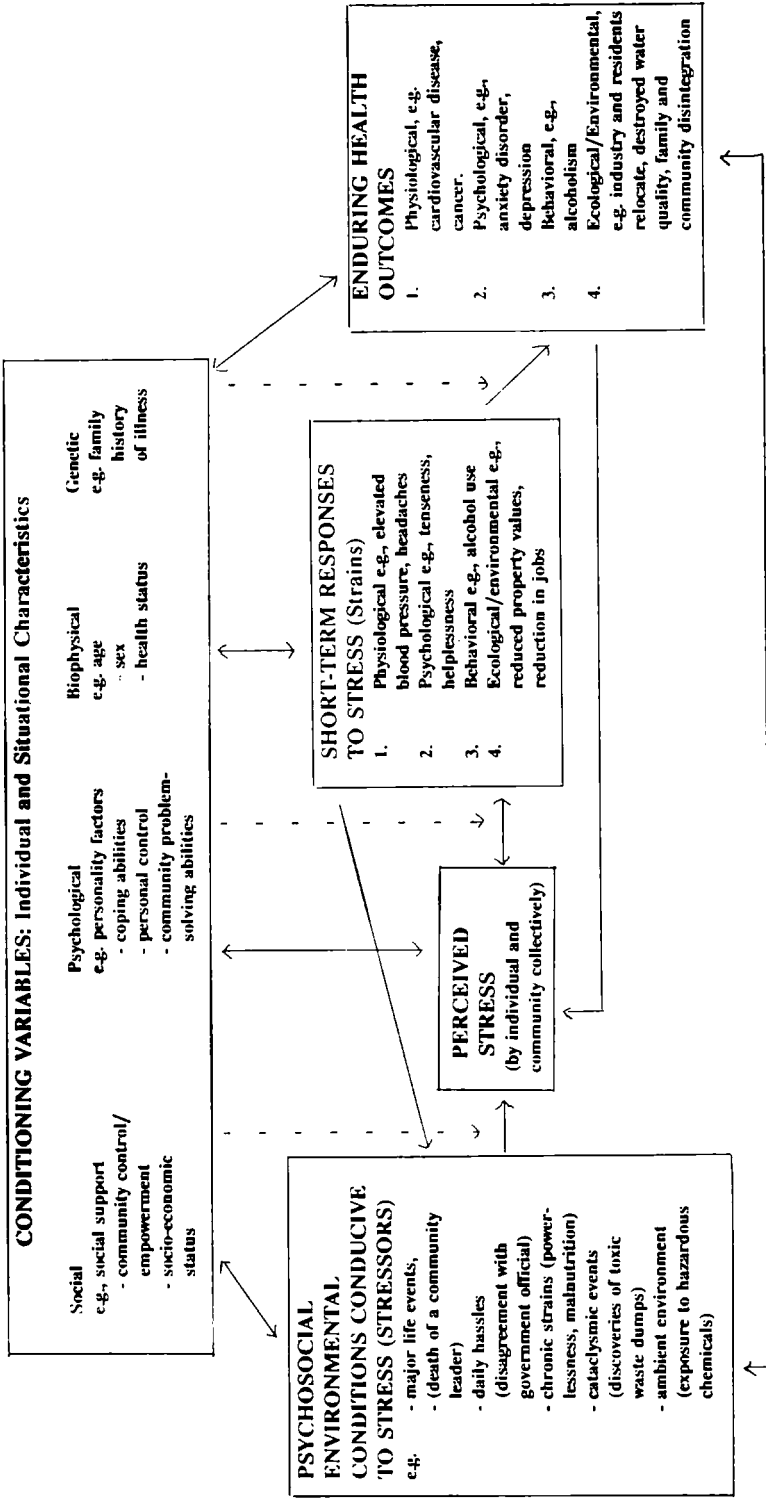 CONDITIONING VARIABLES: Individual and Situational Characteristics
Social
e.g., social support
- community control/
empowerment
- socio-economic
status
Psychological
e.g. personality factors
- coping abilities
- personal control
- community problem-
solving abilities
Biophysical
e.g. age
- sex
- health status
Genetic
e.g. family
history
of illness
PSYCHOSOCIAL
ENVIRONMENTAL
CONDITIONS CONDUCIVE
TO STRESS (STRESSORS)
e.g. - major life events,
- (death of a community
leader)
- daily hassles
(disagreement with
government official)
- chronic strains (power-
lessness, malnutrition)
- cataclysmic events
(discoveries of toxic
waste dumps)
- ambient environment
(exposure to hazardous
chemicals)
PERCEIVED
STRESS
(by individual and
community collectively)
SHORT-TERM RESPONSES
TO STRESS (Strains)
1. Physiological e.g., elevated
blood pressure, headaches
2. Psychological e.g., tenseness,
helplessness
3. Behavioral e.g., alcohol use
4. Ecological/environmental e.g.,
reduced property values,
reduction in jobs
ENDURING HEALTH
OUTCOMES
1. Physiological, e.g.
cardiovascular disease,
cancer.
2. Psychological, e.g.,
anxiety disorder,
depression
3. Behavioral, e.g.,
alcoholism
4. Ecological/Environmental,
e.g. industry and residents
relocate, destroyed water
quality, family and
community disintegration